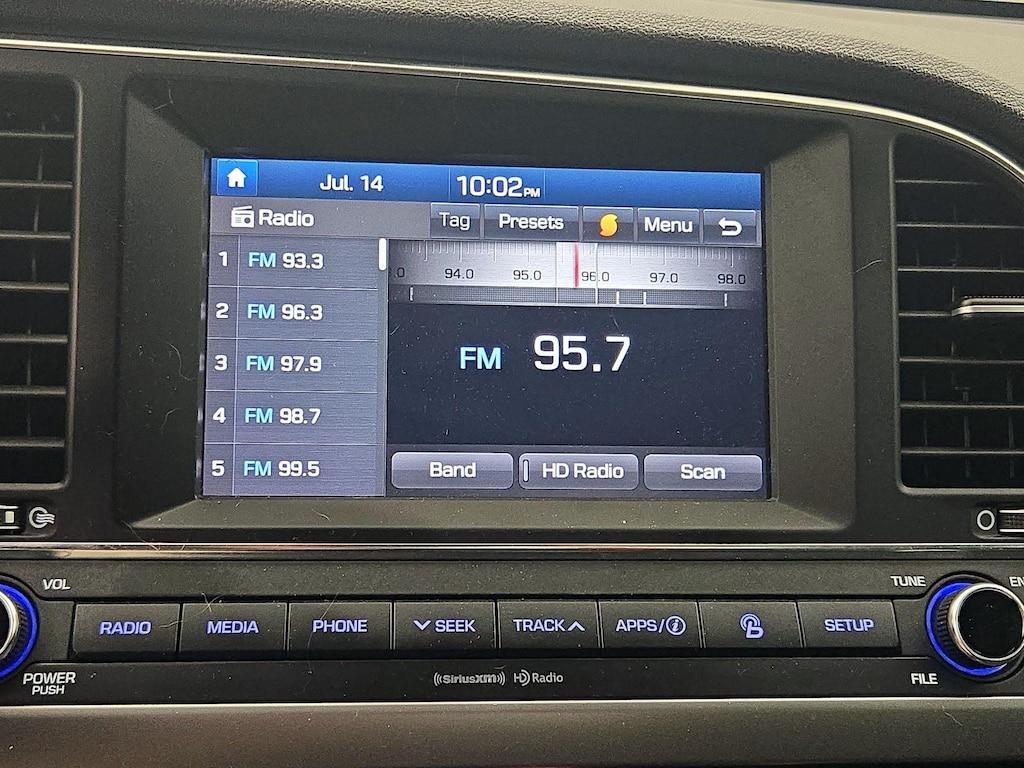 Jul. 14 10:02PM
Radio Tag Presets Menu
1 FM 93.3
2 FM 96.3
3 FM 97.9
4 FM 98.7
5 FM 99.5
.0 94.0 95.0 96.0 97.0 98.0
FM 95.7
Band HD Radio Scan
VOL
TUNE
RADIO MEDIA PHONE SEEK TRACK APPS/i SETUP
POWER
PUSH
((SiriusXM)) HD Radio
FILE